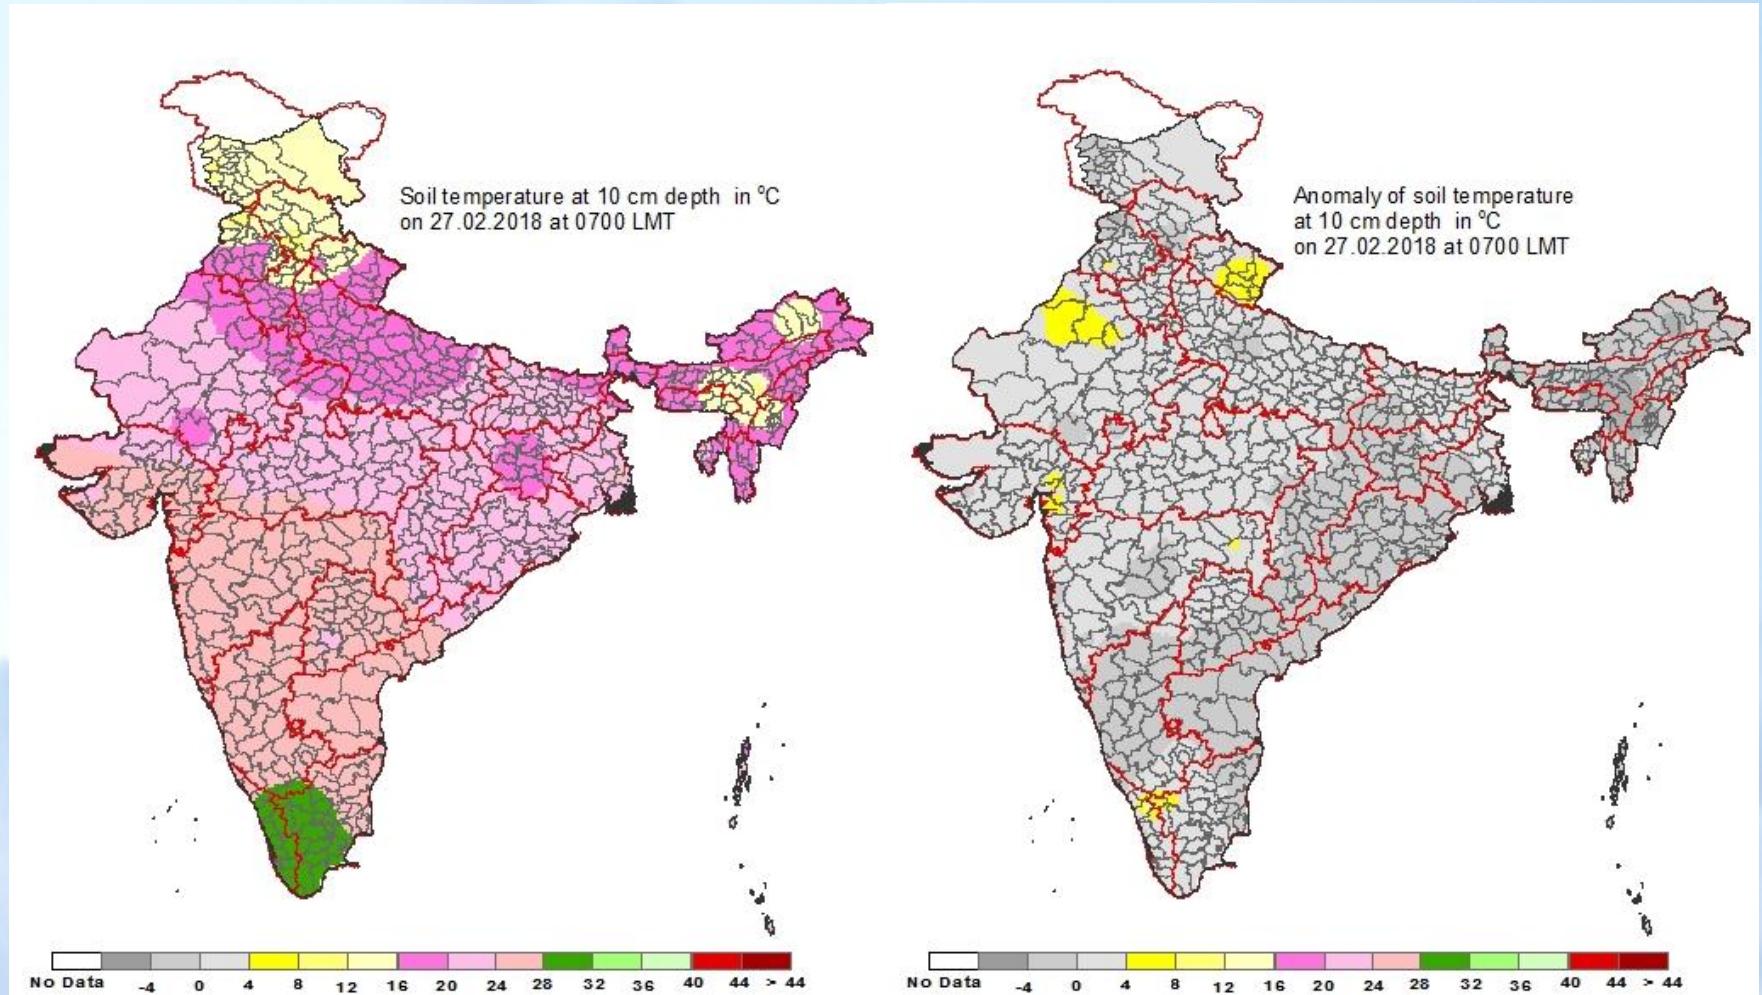 Soil temperature at 10 cm depth in ⁰C
on 27.02.2018 at 0700 LMT
Anomaly of soil temperature
at 10 cm depth in ⁰C
on 27.02.2018 at 0700 LMT
No Data -4 0 4 8 12 16 20 24 28 32 36 40 44 > 44
No Data -4 0 4 8 12 16 20 24 28 32 36 40 44 > 44